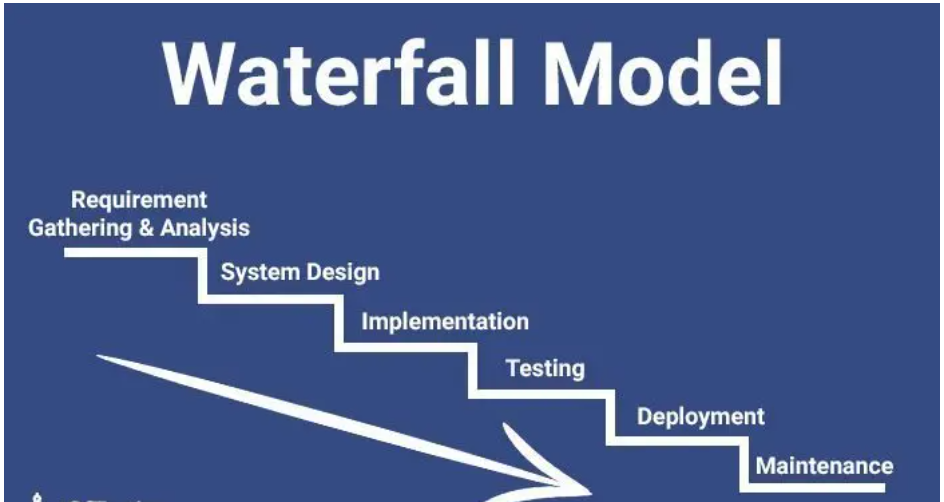 Waterfall Model
Requirement
Gathering & Analysis
System Design
Implementation
Testing
Deployment
Maintenance